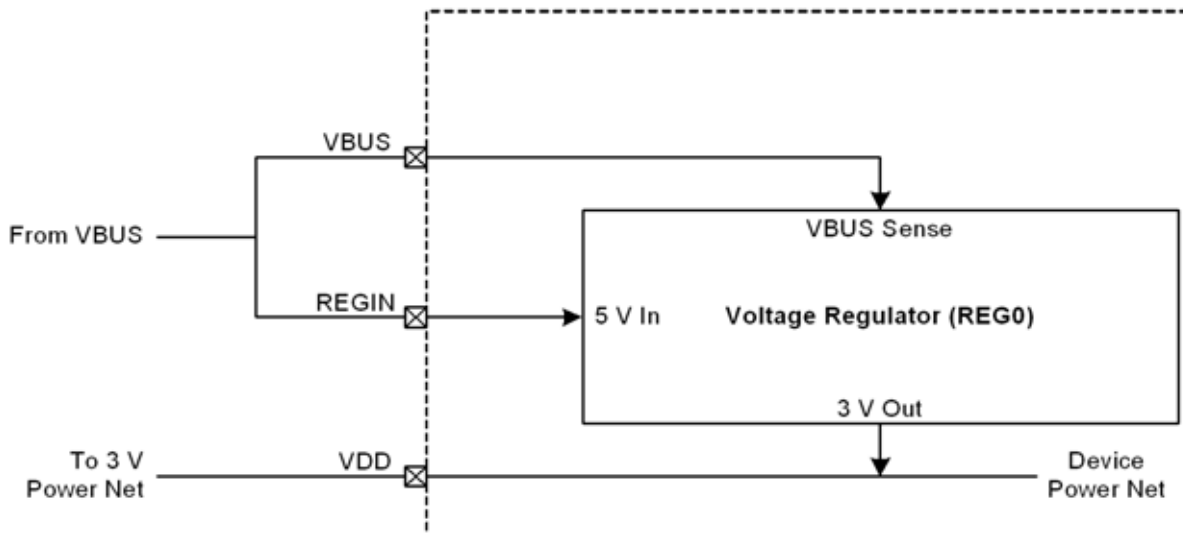 VBUS
From VBUS
VBUS Sense
REGIN
5 V In
Voltage Regulator (REG0)
3 V Out
To 3 V
Power Net
VDD
Device
Power Net